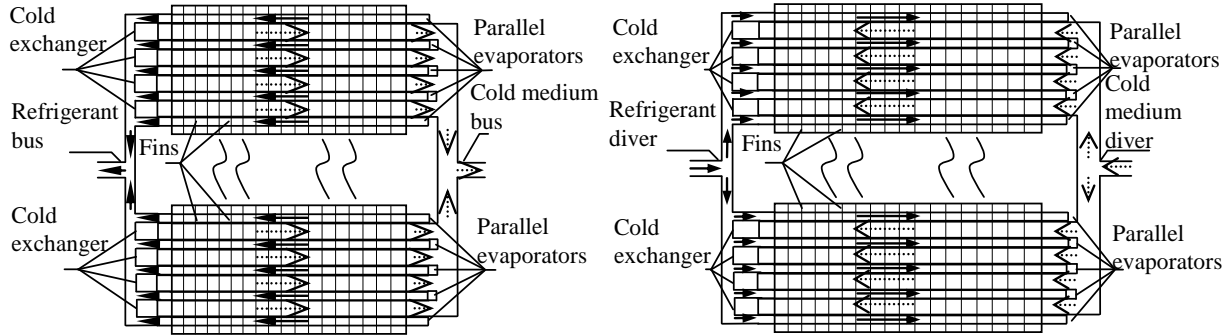 Cold
exchanger
Parallel
evaporators
Refrigerant
bus
Cold medium
bus
Fins
Cold
exchanger
Parallel
evaporators
Cold
exchanger
Parallel
evaporators
Refrigerant
diver
Cold
medium
diver
Fins
Cold
exchanger
Parallel
evaporators